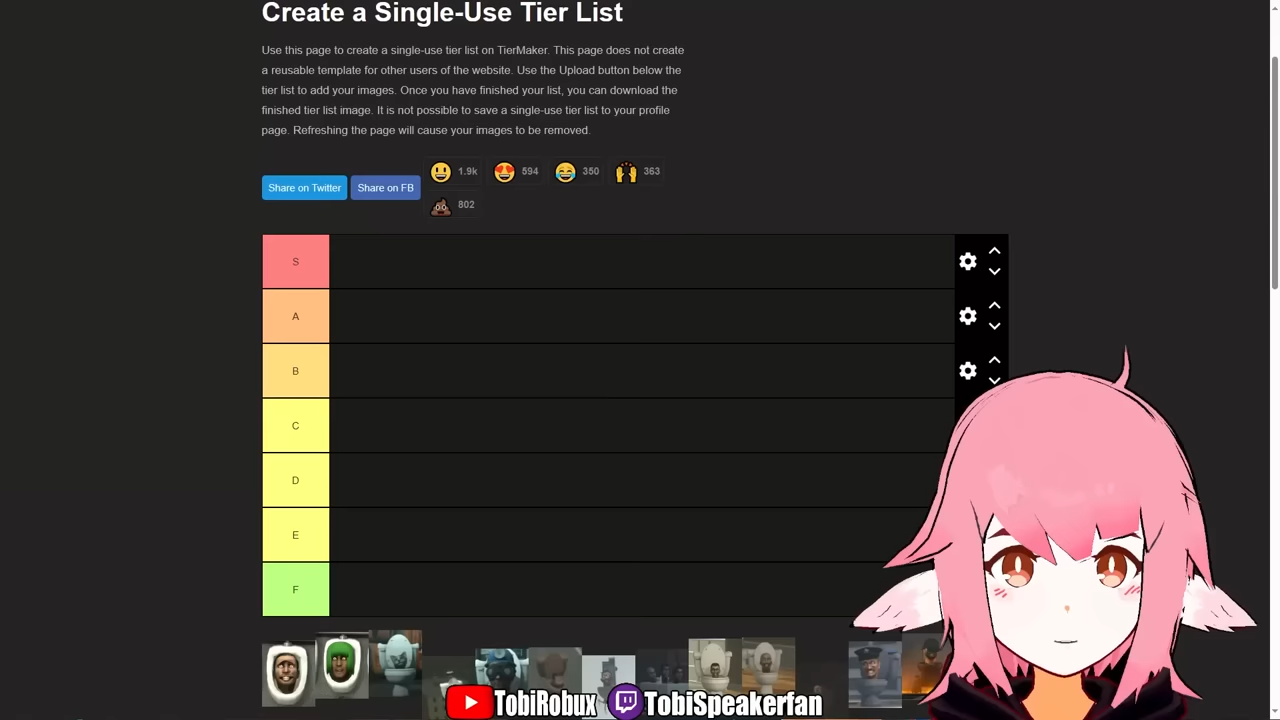 Create a Single-Use Tier List
Use this page to create a single-use tier list on TierMaker. This page does not create
a reusable template for other users of the website. Use the Upload button below the
tier list to add your images. Once you have finished your list, you can download the
finished tier list image. It is not possible to save a single-use tier list to your profile
page. Refreshing the page will cause your images to be removed.
Share on Twitter Share on FB 1.9k 594 350 363
802
S
A
B
C
D
E
F
TobiRobux TobiSpeakerfan